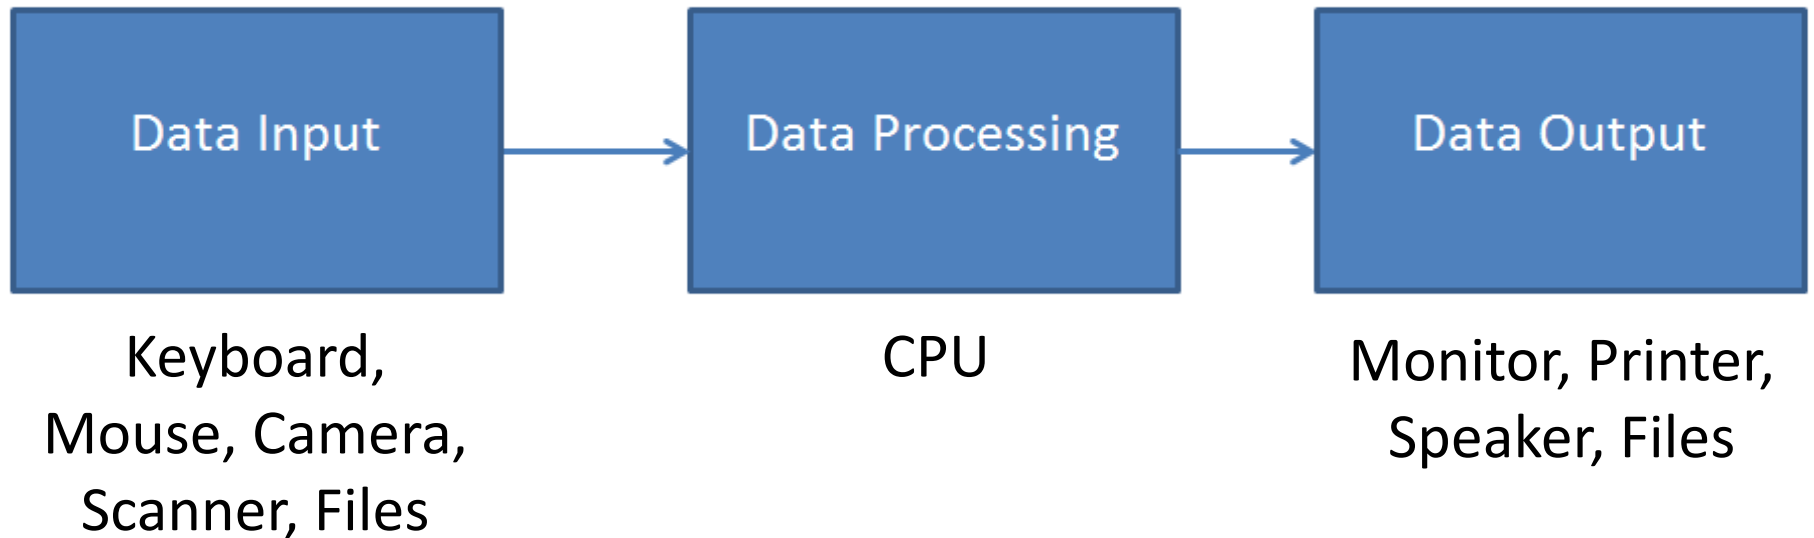 Data Input
Data Processing
Data Output
Keyboard,
Mouse, Camera,
Scanner, Files
CPU
Monitor, Printer,
Speaker, Files